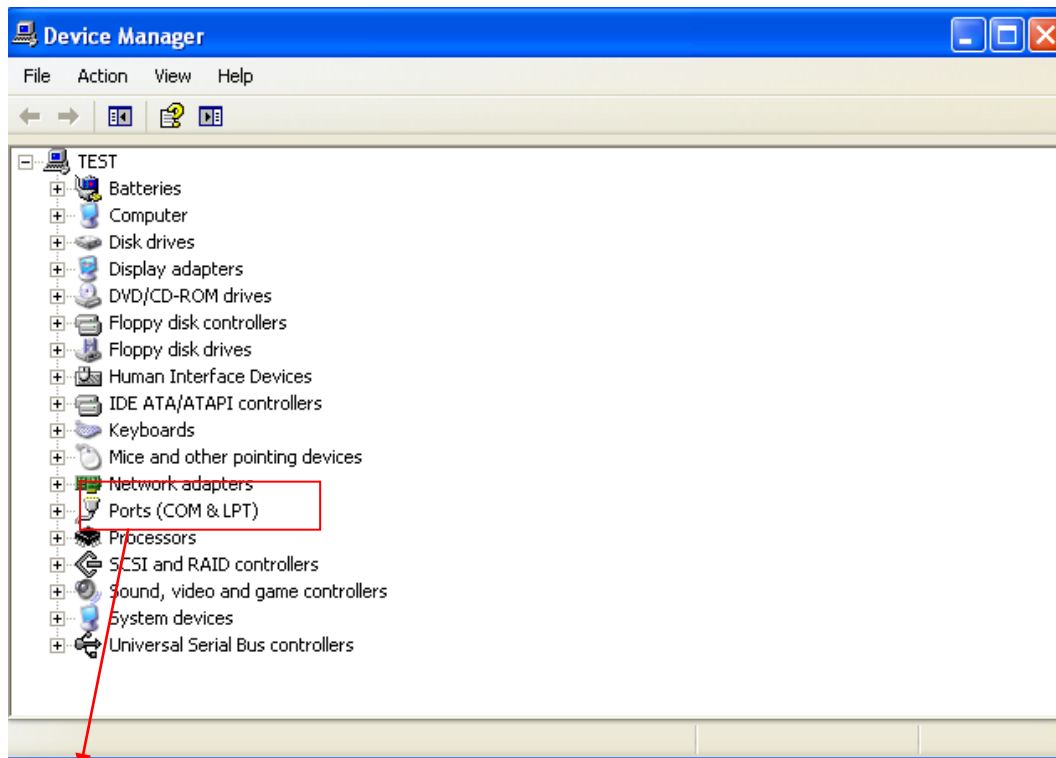 Device Manager
File Action View Help
TEST
Batteries
Computer
Disk drives
Display adapters
DVD/CD-ROM drives
Floppy disk controllers
Floppy disk drives
Human Interface Devices
IDE ATA/ATAPI controllers
Keyboards
Mice and other pointing devices
Network adapters
Ports (COM & LPT)
Processors
SCSI and RAID controllers
Sound, video and game controllers
System devices
Universal Serial Bus controllers